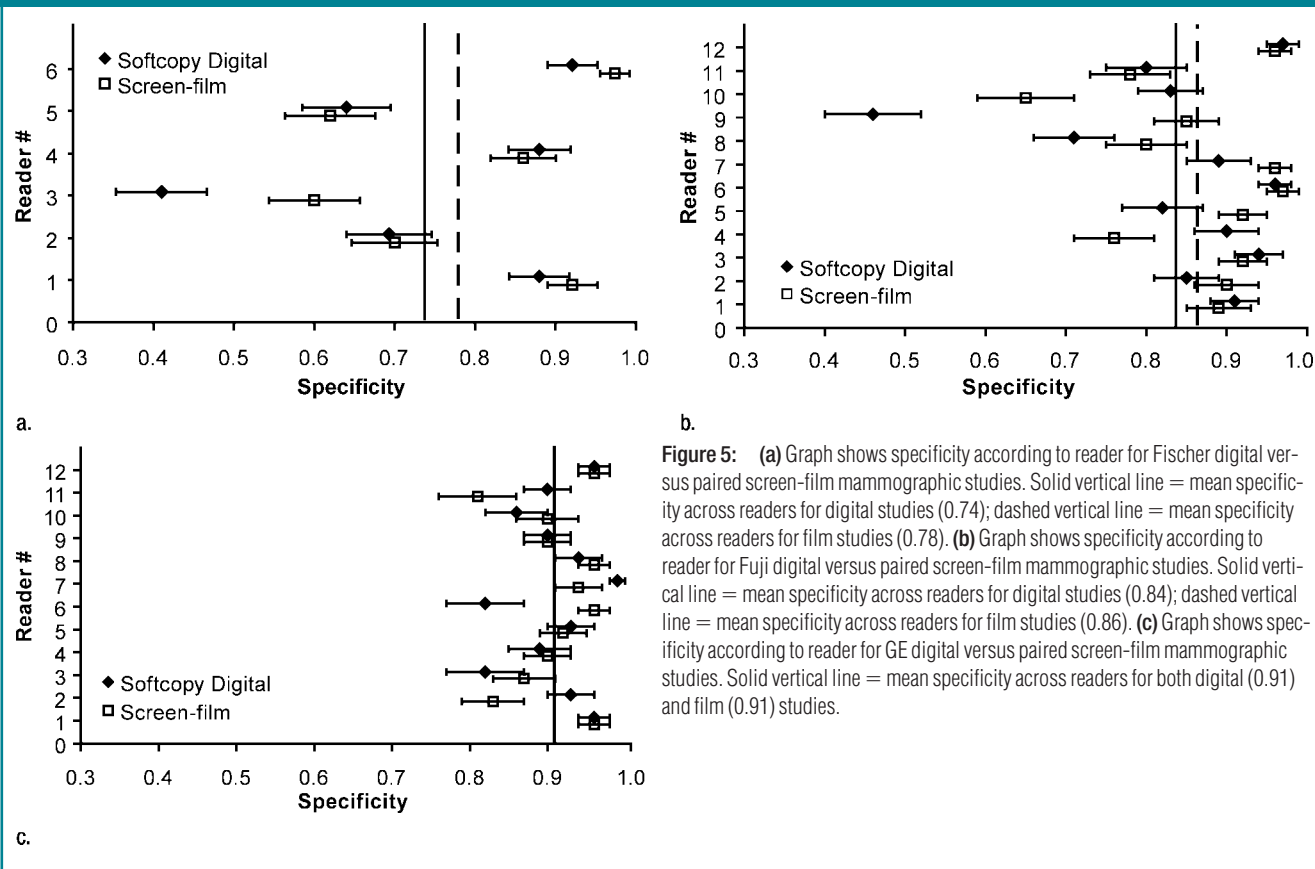 6
5
4
3
2
1
0
Reader #
Softcopy Digital
Screen-film
0.3 0.4 0.5 0.6 0.7 0.8 0.9 1.0
Specificity
a.
12
11
10
9
8
7
6
5
4
3
2
1
0
Reader #
Softcopy Digital
Screen-film
0.3 0.4 0.5 0.6 0.7 0.8 0.9 1.0
Specificity
b.
12
11
10
9
8
7
6
5
4
3
2
1
0
Reader #
Softcopy Digital
Screen-film
0.3 0.4 0.5 0.6 0.7 0.8 0.9 1.0
Specificity
c.
Figure 5: (a) Graph shows specificity according to reader for Fischer digital ver-
sus paired screen-film mammographic studies. Solid vertical line = mean specific-
ity across readers for digital studies (0.74); dashed vertical line = mean specificity
across readers for film studies (0.78). (b) Graph shows specificity according to
reader for Fuji digital versus paired screen-film mammographic studies. Solid verti-
cal line = mean specificity across readers for digital studies (0.84); dashed vertical
line = mean specificity across readers for film studies (0.86). (c) Graph shows spec-
ificity according to reader for GE digital versus paired screen-film mammographic
studies. Solid vertical line = mean specificity across readers for both digital (0.91)
and film (0.91) studies.